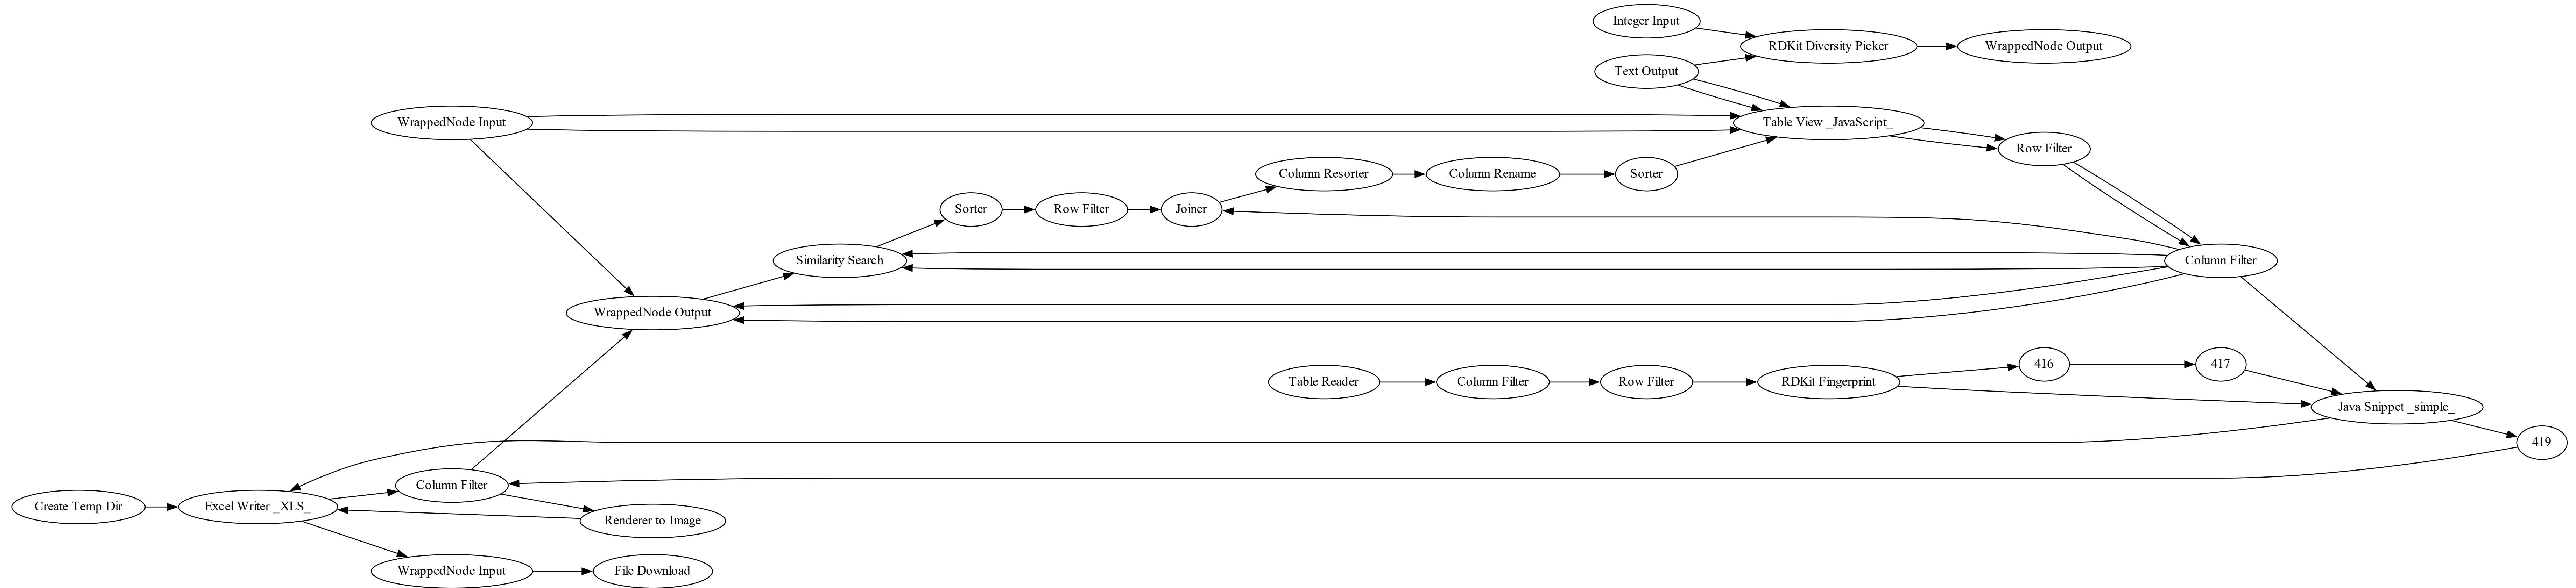 Integer Input
RDKit Diversity Picker
WrappedNode Output
Text Output
WrappedNode Input
Table View _JavaScript_
Row Filter
Column Resorter
Column Rename
Sorter
Sorter
Row Filter
Joiner
Similarity Search
Column Filter
WrappedNode Output
416
417
Table Reader
Column Filter
Row Filter
RDKit Fingerprint
Java Snippet _simple_
419
Column Filter
Create Temp Dir
Excel Writer _XLS_
Renderer to Image
WrappedNode Input
File Download